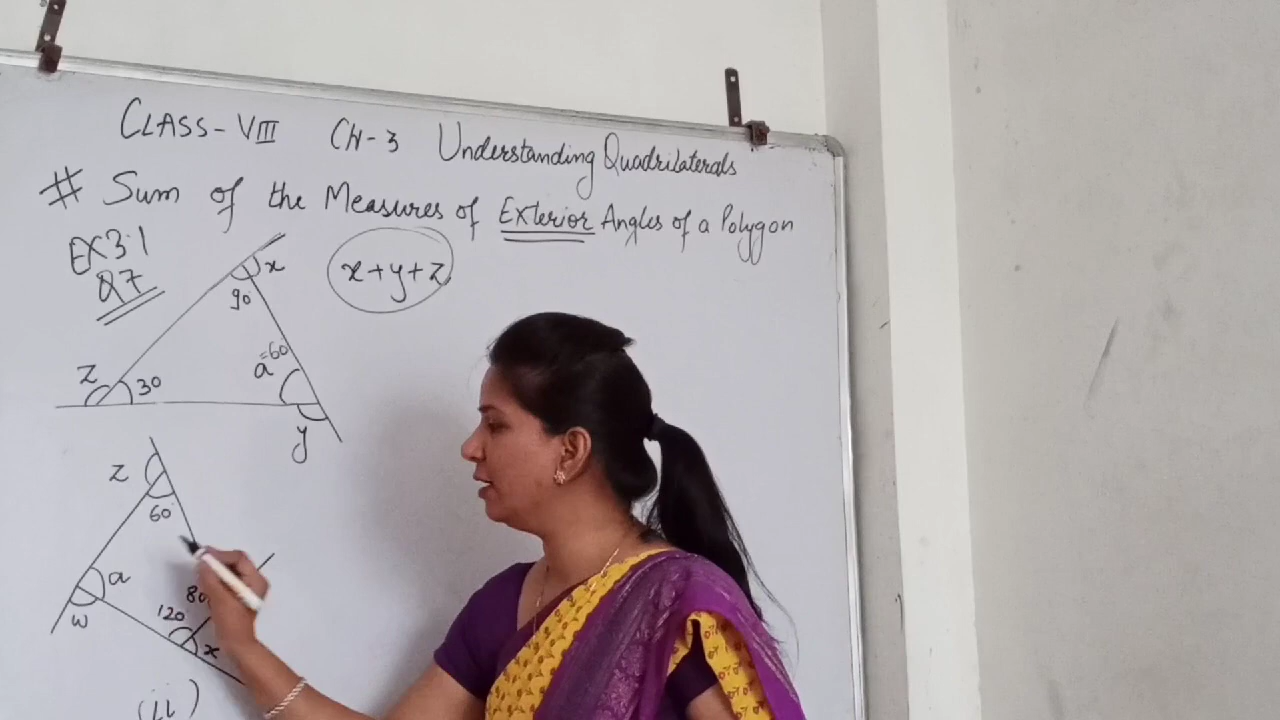 CLASS-VIII CH-3 Understanding Quadrilaterals
# Sum of the Measures of Exterior Angles of a Polygon
EX 3.1
Q7
x+y+z
x
90
a=60
z 30
y
z
60
a
80
120
w
x
(ii)